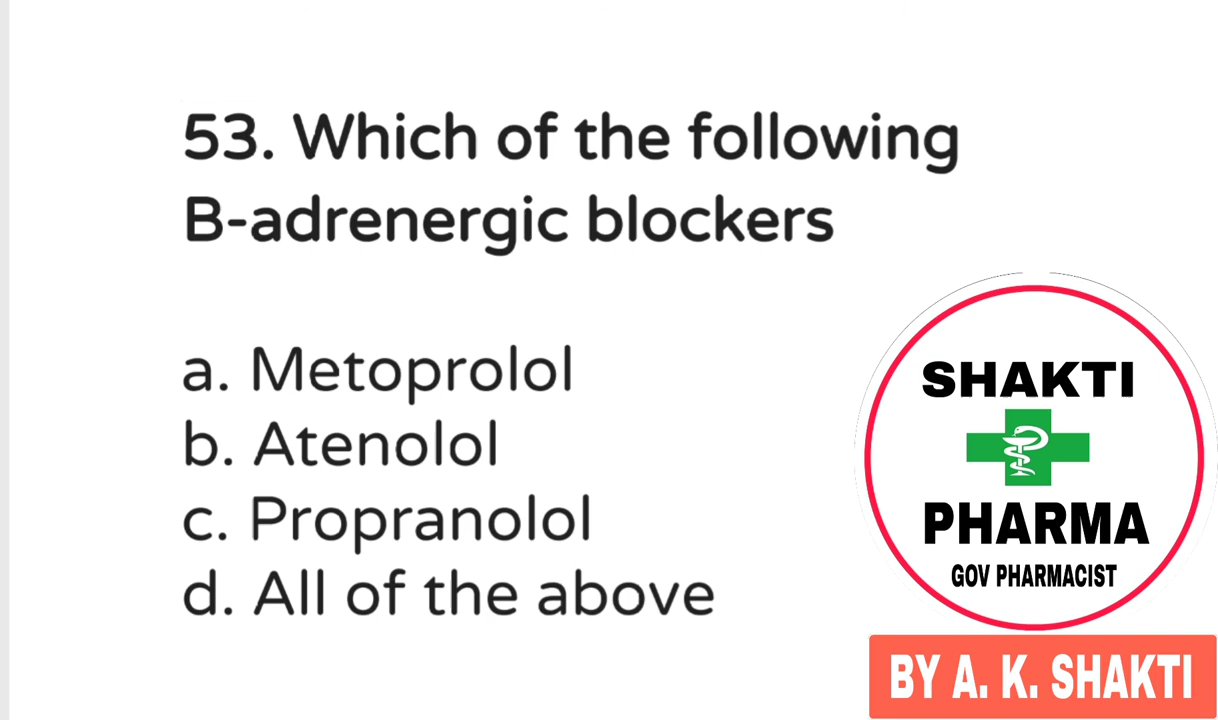 53. Which of the following
B-adrenergic blockers
a. Metoprolol
b. Atenolol
c. Propranolol
d. All of the above
SHAKTI
PHARMA
GOV PHARMACIST
BY A. K. SHAKTI